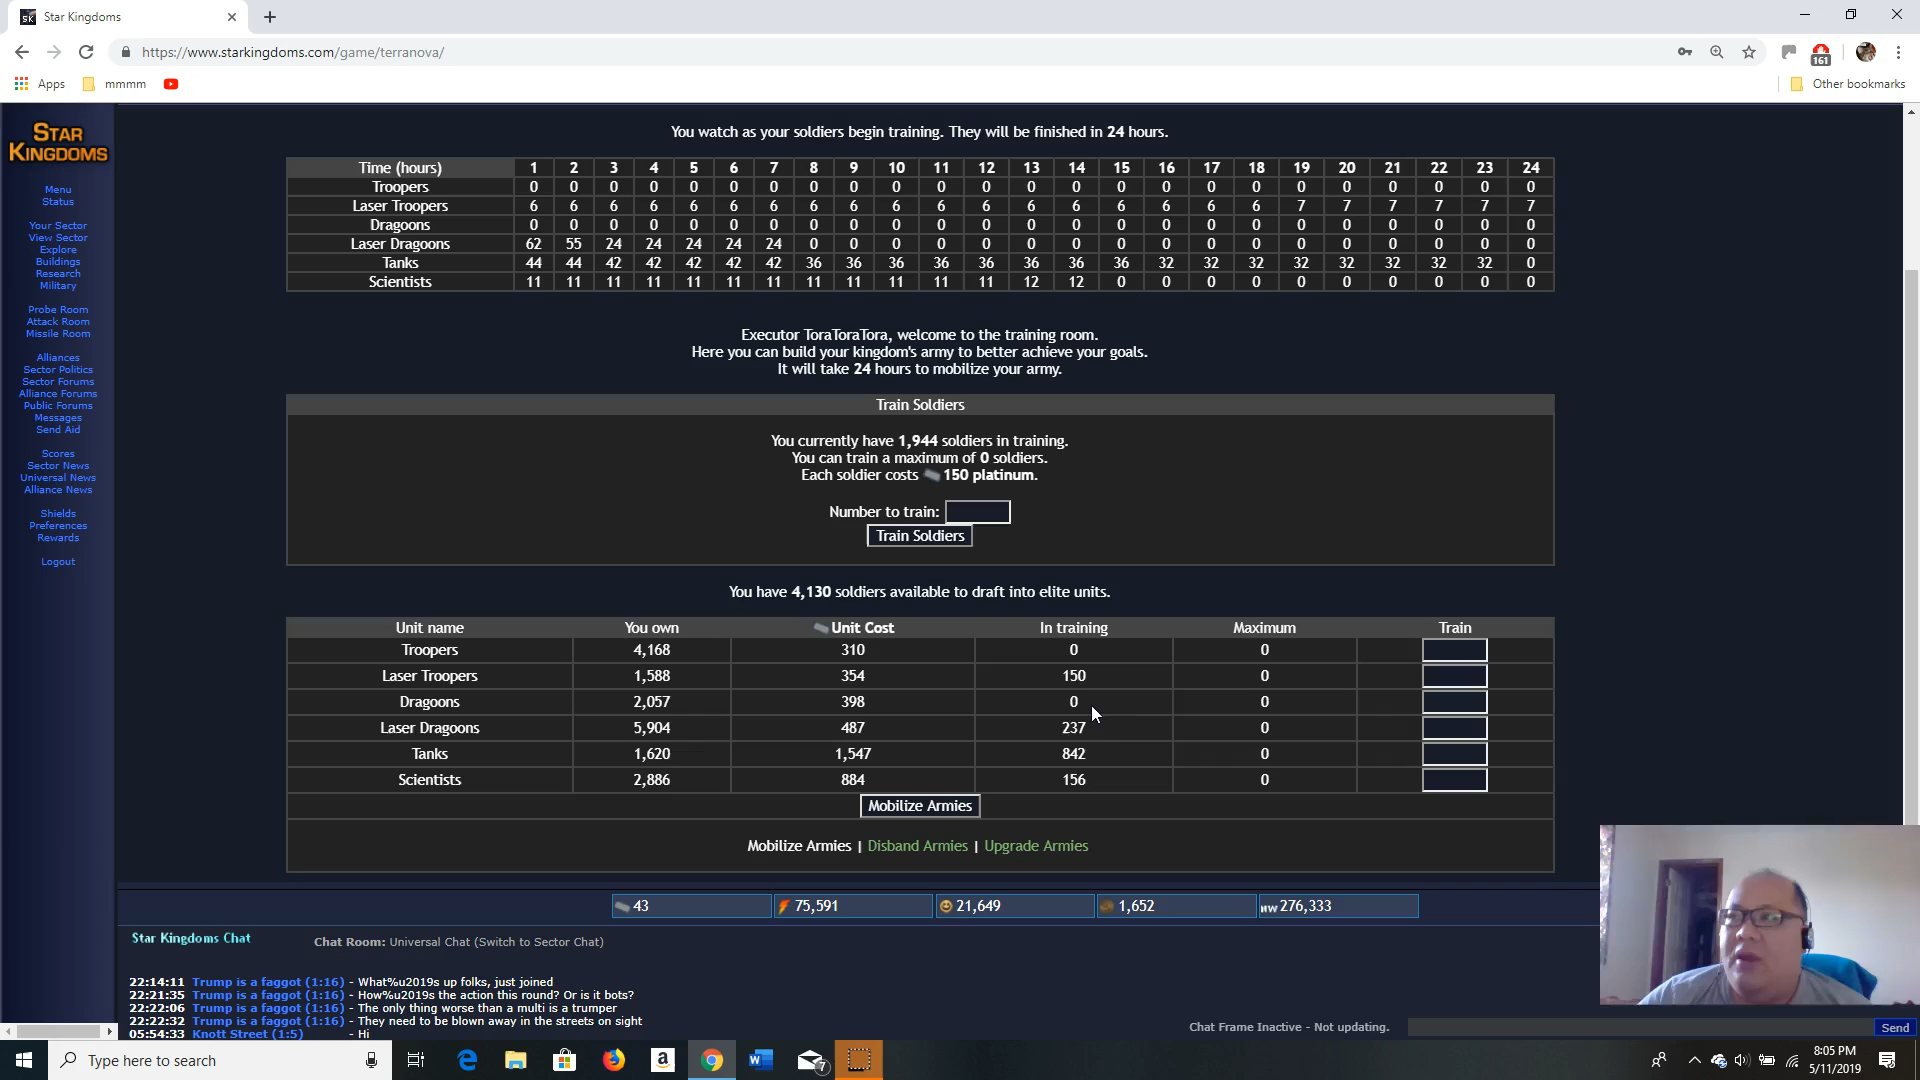 Star Kingdoms
https://www.starkingdoms.com/game/terranova/
161
Apps
mmmm
Other bookmarks
STAR
KINGDOMS
Menu
Status
Your Sector
View Sector
Explore
Buildings
Research
Military
Probe Room
Attack Room
Missile Room
Alliances
Sector Politics
Sector Forums
Alliance Forums
Public Forums
Messages
Send Aid
Scores
Sector News
Universal News
Alliance News
Shields
Preferences
Rewards
Logout
You watch as your soldiers begin training. They will be finished in 24 hours.
Time (hours) 1 2 3 4 5 6 7 8 9 10 11 12 13 14 15 16 17 18 19 20 21 22 23 24
Troopers 0 0 0 0 0 0 0 0 0 0 0 0 0 0 0 0 0 0 0 0 0 0 0 0
Laser Troopers 6 6 6 6 6 6 6 6 6 6 6 6 6 6 6 6 6 6 7 7 7 7 7 7
Dragoons 0 0 0 0 0 0 0 0 0 0 0 0 0 0 0 0 0 0 0 0 0 0 0 0
Laser Dragoons 62 55 24 24 24 24 24 0 0 0 0 0 0 0 0 0 0 0 0 0 0 0 0 0
Tanks 44 44 42 42 42 42 42 36 36 36 36 36 36 36 36 32 32 32 32 32 32 32 32 0
Scientists 11 11 11 11 11 11 11 11 11 11 11 11 12 12 0 0 0 0 0 0 0 0 0 0
Executor ToraToraTora, welcome to the training room.
Here you can build your kingdom's army to better achieve your goals.
It will take 24 hours to mobilize your army.
Train Soldiers
You currently have 1,944 soldiers in training.
You can train a maximum of 0 soldiers.
Each soldier costs 150 platinum.
Number to train:
Train Soldiers
You have 4,130 soldiers available to draft into elite units.
Unit name You own Unit Cost In training Maximum Train
Troopers 4,168 310 0 0
Laser Troopers 1,588 354 150 0
Dragoons 2,057 398 0 0
Laser Dragoons 5,904 487 237 0
Tanks 1,620 1,547 842 0
Scientists 2,886 884 156 0
Mobilize Armies
Mobilize Armies | Disband Armies | Upgrade Armies
43 75,591 21,649 1,652 NW 276,333
Star Kingdoms Chat
Chat Room: Universal Chat (Switch to Sector Chat)
22:14:11 Trump is a faggot (1:16) - What%u2019s up folks, just joined
22:21:35 Trump is a faggot (1:16) - How%u2019s the action this round? Or is it bots?
22:22:06 Trump is a faggot (1:16) - The only thing worse than a multi is a trumper
22:22:32 Trump is a faggot (1:16) - They need to be blown away in the streets on sight
05:54:33 Knott Street (1:5) - Hi
Chat Frame Inactive - Not updating.
Send
Type here to search
7
8:05 PM
5/11/2019